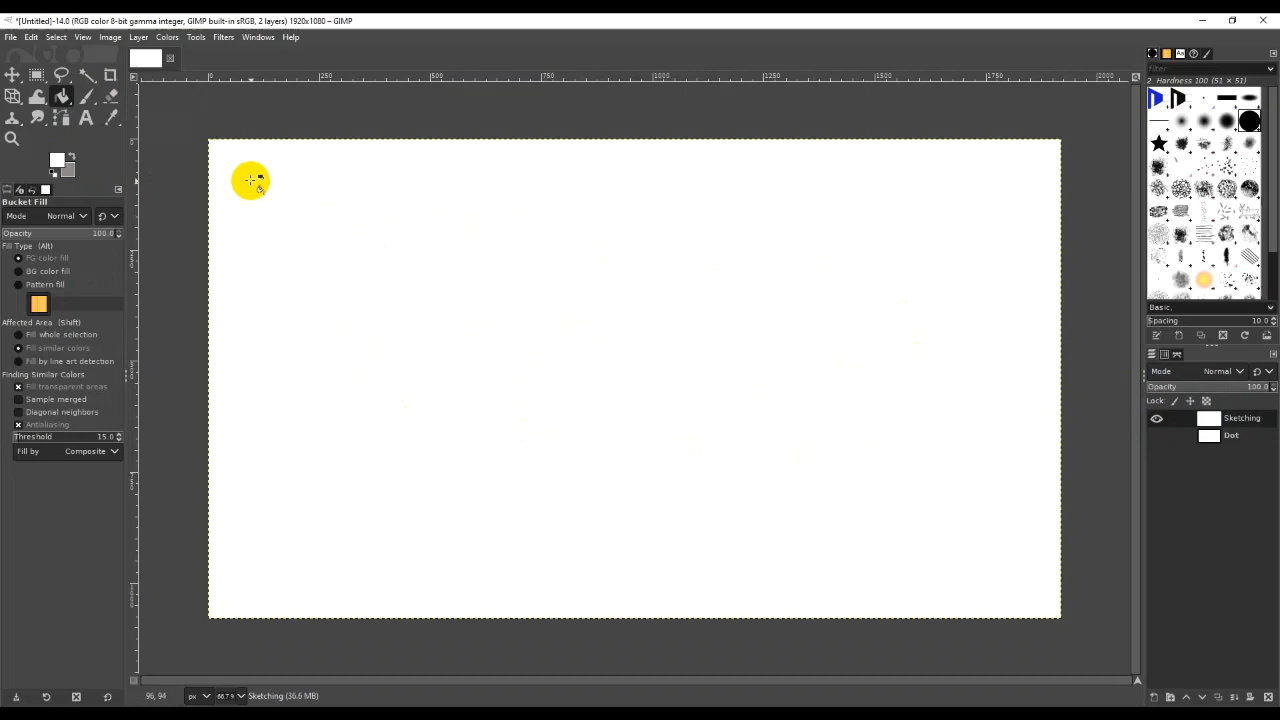 *[Untitled]-14.0 (RGB color 8-bit gamma integer, GIMP built-in sRGB, 2 layers) 1920x1080 – GIMP
File Edit Select View Image Layer Colors Tools Filters Windows Help
0 250 500 750 1000 1250 1500 1750 2000
filter
2. Hardness 100 (51 × 51)
Bucket Fill
Mode Normal
Opacity 100.0
Fill Type (Alt)
FG color fill
BG color fill
Pattern fill
Affected Area (Shift)
Fill whole selection
Fill similar colors
Fill by line art detection
Finding Similar Colors
Fill transparent areas
Sample merged
Diagonal neighbors
Antialiasing
Threshold 15.0
Fill by Composite
Basic,
Spacing 10.0
Mode Normal
Opacity 100.0
Lock:
Sketching
Dot
96, 94 px 66.7 % Sketching (36.6 MB)